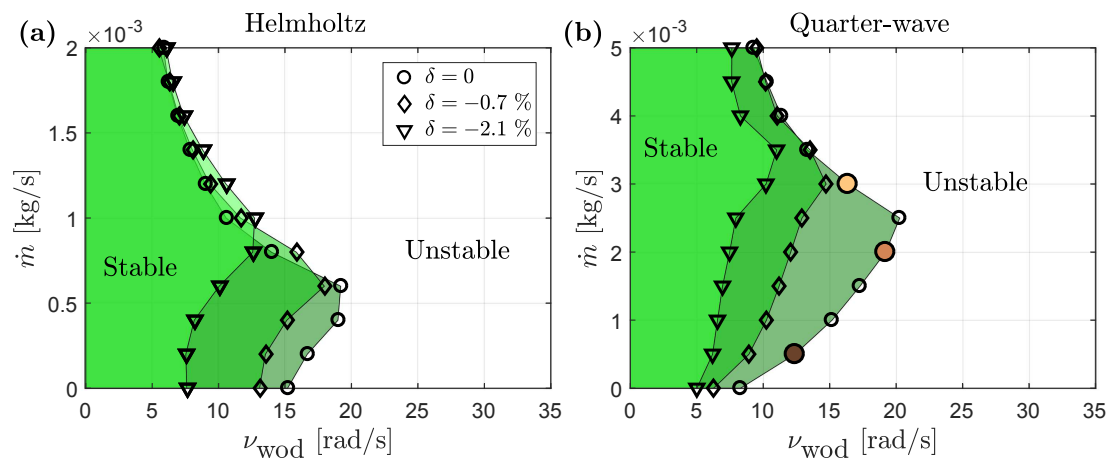 (a) Helmholtz
×10⁻³
2
1.5
1
0.5
0
ṁ [kg/s]
δ = 0
δ = −0.7 %
δ = −2.1 %
Stable
Unstable
0 5 10 15 20 25 30 35
ν_wod [rad/s]
(b) Quarter-wave
×10⁻³
5
4
3
2
1
0
ṁ [kg/s]
Stable
Unstable
0 5 10 15 20 25 30 35
ν_wod [rad/s]